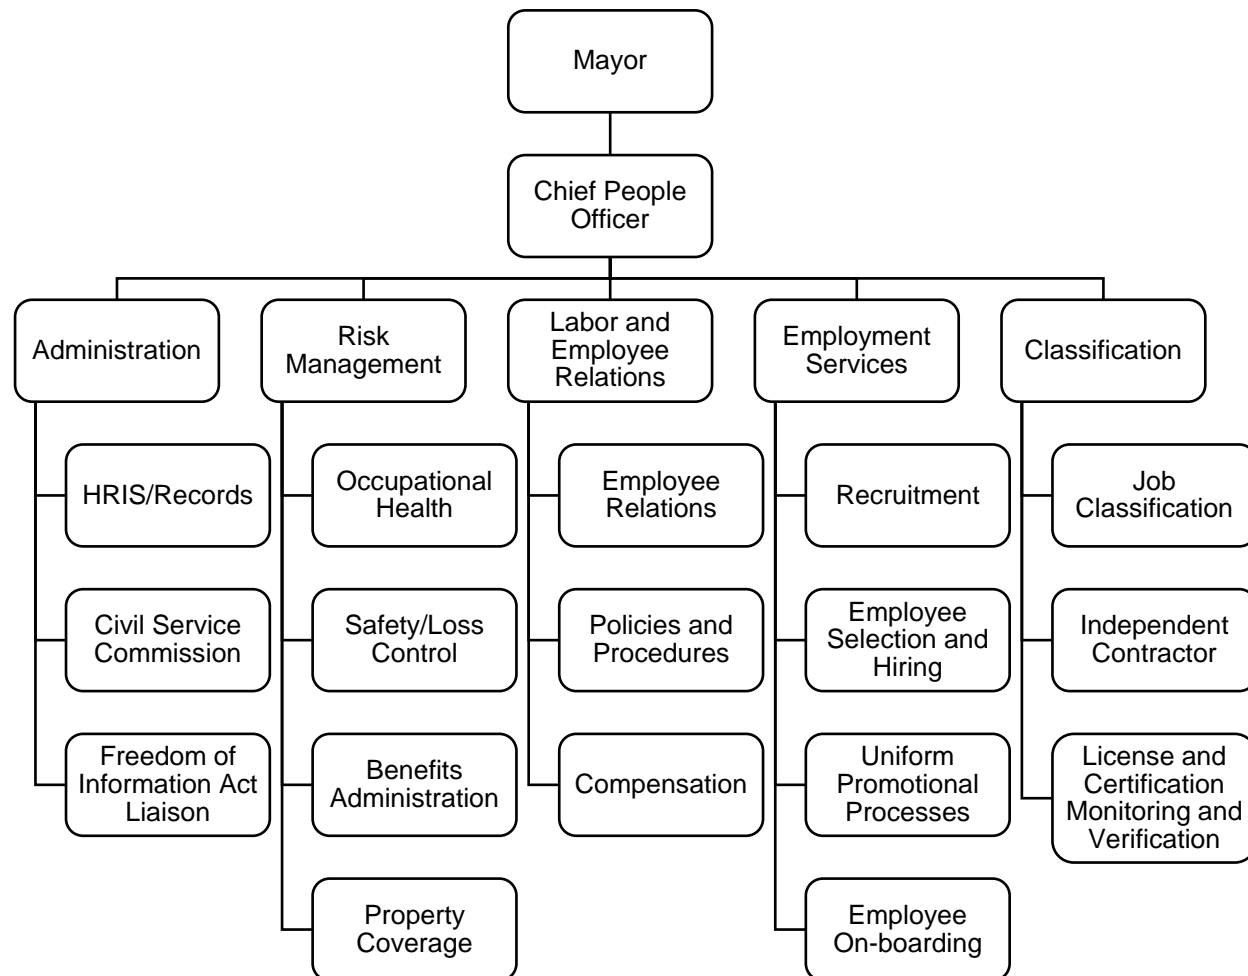 Mayor
Chief People
Officer
Administration
Risk
Management
Labor and
Employee
Relations
Employment
Services
Classification
HRIS/Records
Occupational
Health
Employee
Relations
Recruitment
Job
Classification
Civil Service
Commission
Safety/Loss
Control
Policies and
Procedures
Employee
Selection and
Hiring
Independent
Contractor
Freedom of
Information Act
Liaison
Benefits
Administration
Compensation
Uniform
Promotional
Processes
License and
Certification
Monitoring and
Verification
Property
Coverage
Employee
On-boarding